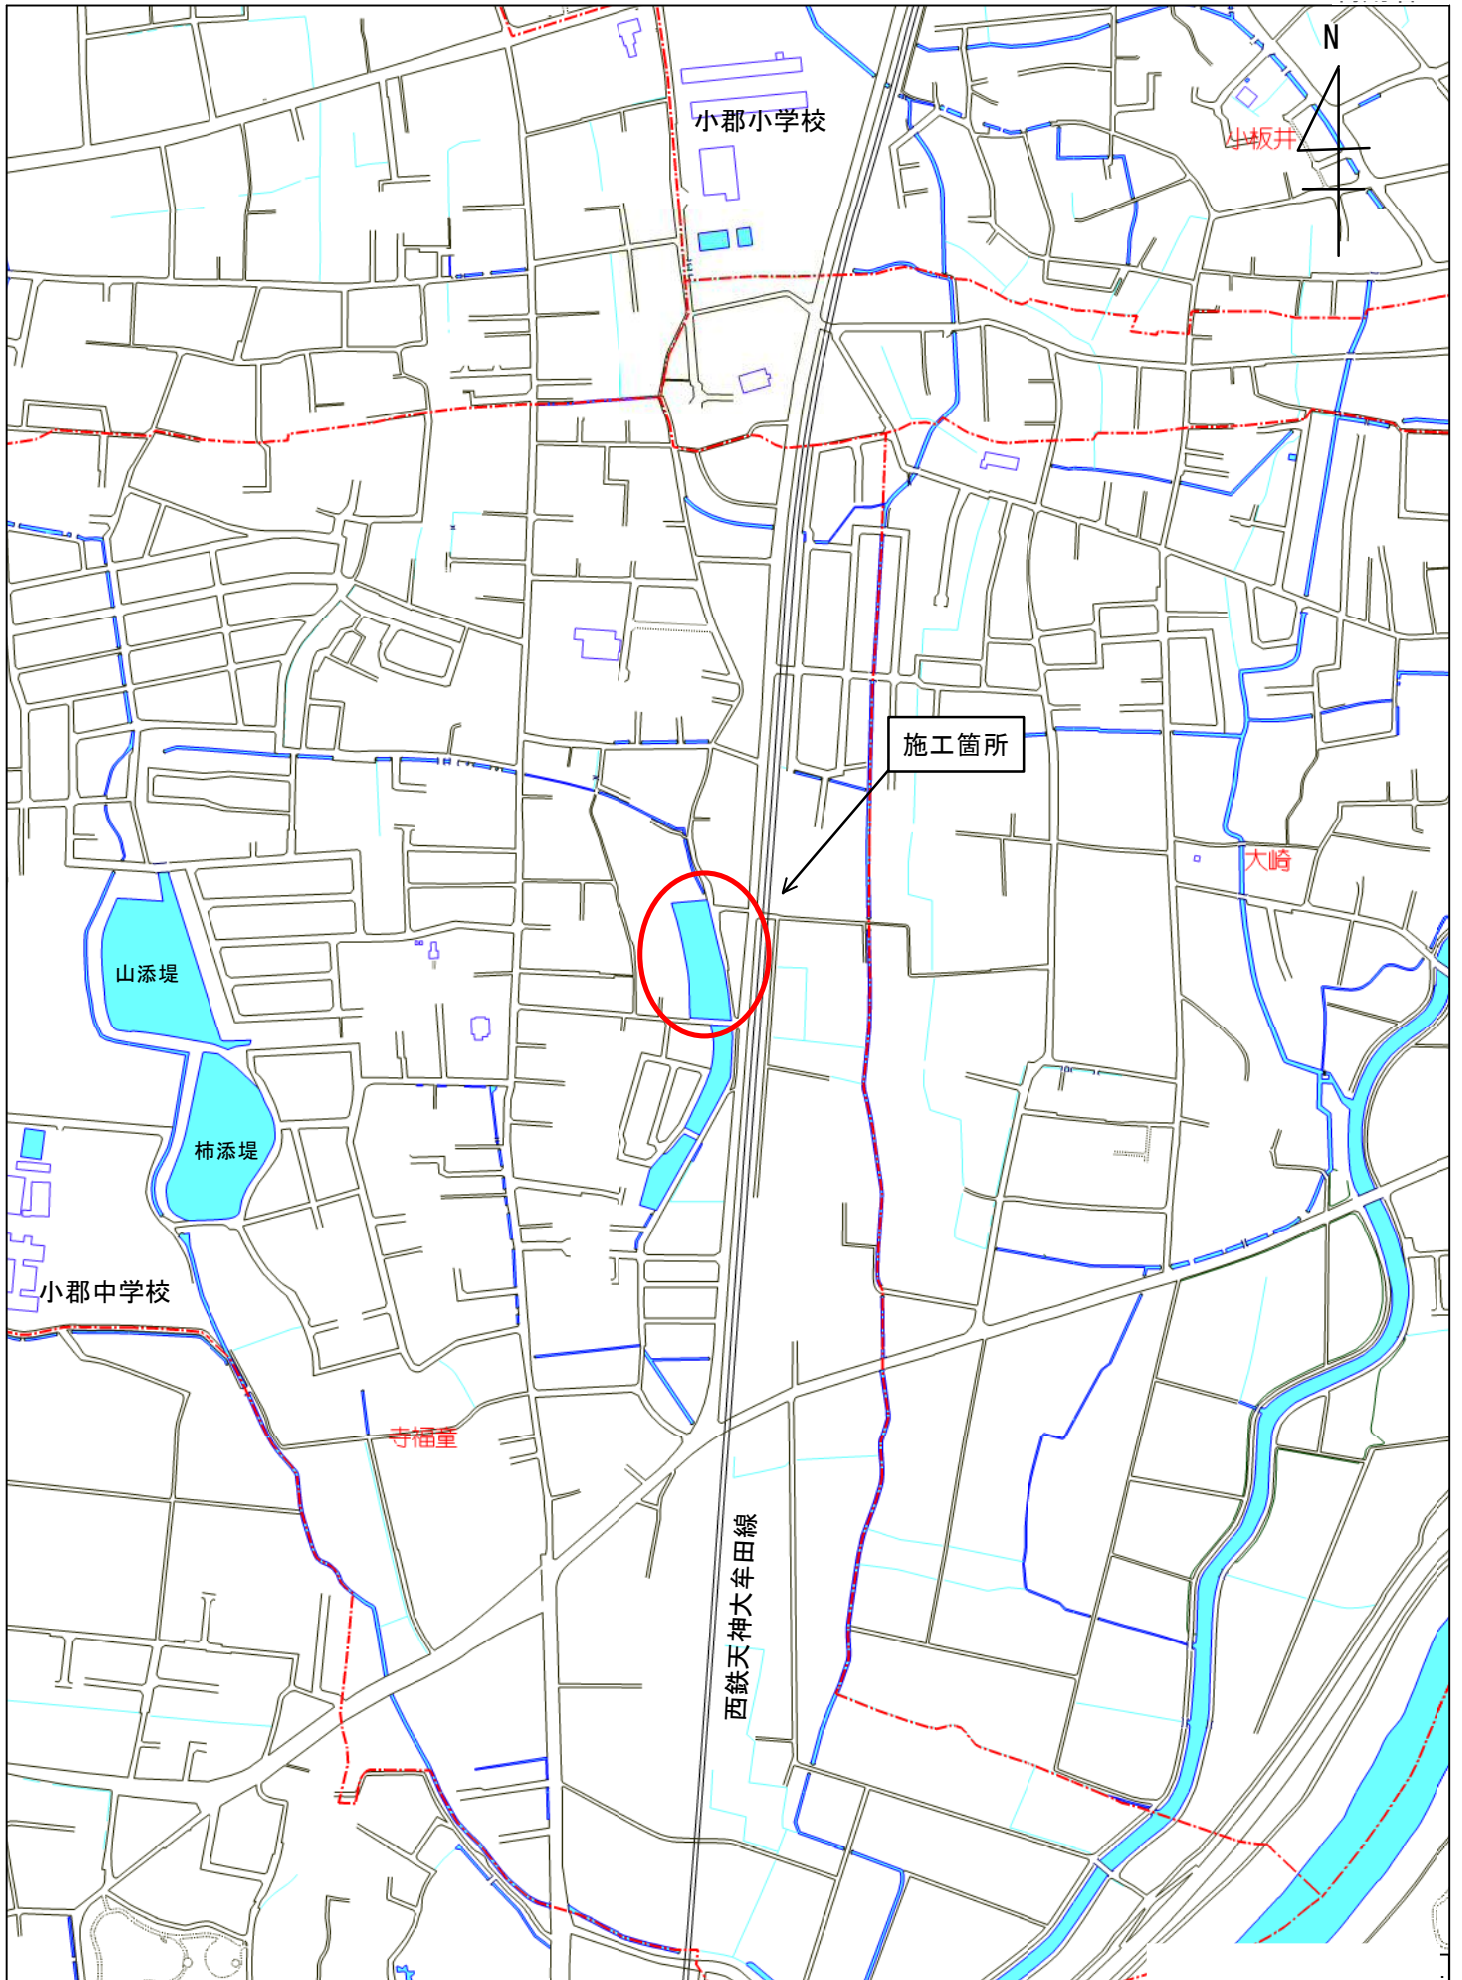 N
小郡小学校
小板井
施工箇所
大崎
山添堤
柿添堤
小郡中学校
寺福童
西鉄天神大牟田線